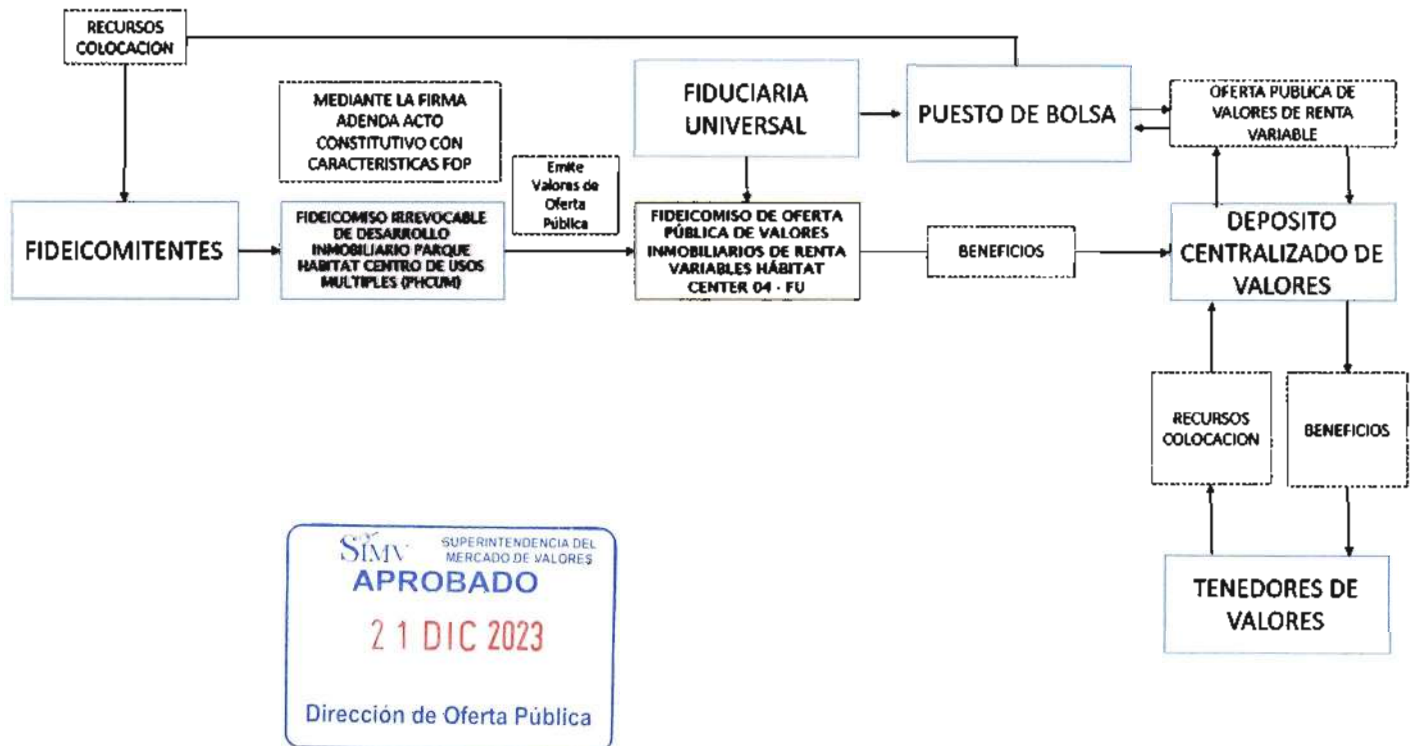 RECURSOS
COLOCACION
MEDIANTE LA FIRMA
ADENDA ACTO
CONSTITUTIVO CON
CARACTERISTICAS FOP
FIDUCIARIA
UNIVERSAL
PUESTO DE BOLSA
OFERTA PUBLICA DE
VALORES DE RENTA
VARIABLE
Emite
Valores de
Oferta
Pública
FIDEICOMITENTES
FIDEICOMISO IRREVOCABLE
DE DESARROLLO
INMOBILIARIO PARQUE
HABITAT CENTRO DE USOS
MULTIPLES (PHCUM)
FIDEICOMISO DE OFERTA
PÚBLICA DE VALORES
INMOBILIARIOS DE RENTA
VARIABLES HÁBITAT
CENTER 04 - FU
BENEFICIOS
DEPOSITO
CENTRALIZADO DE
VALORES
RECURSOS
COLOCACION
BENEFICIOS
TENEDORES DE
VALORES
SIMV
SUPERINTENDENCIA DEL
MERCADO DE VALORES
APROBADO
21 DIC 2023
Dirección de Oferta Pública